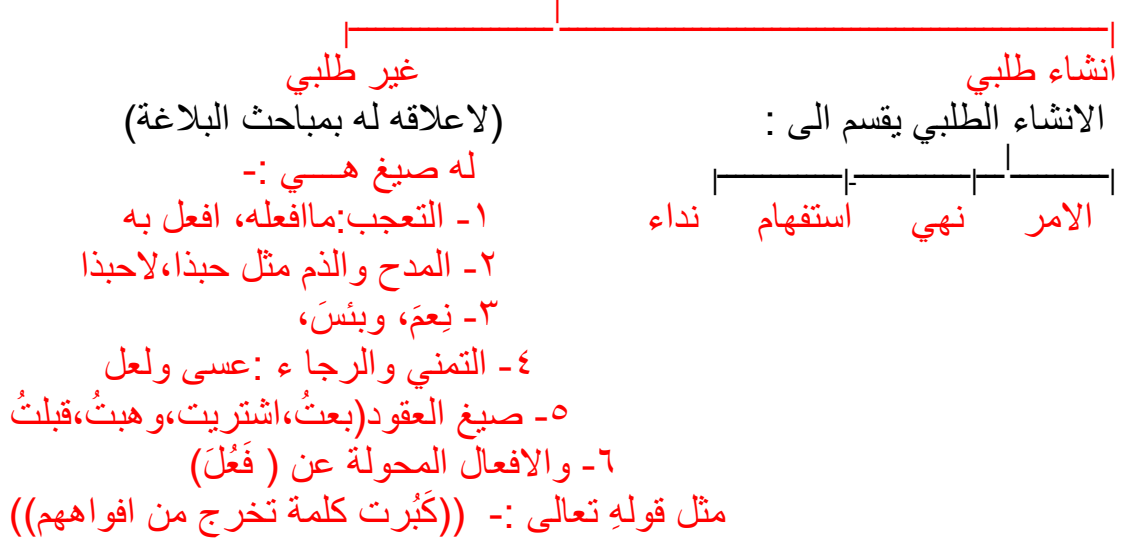 انشاء طلبي غير طلبي
الانشاء الطلبي يقسم الى : (لاعلاقه له بمباحث البلاغة)
له صيغ هـــي :-
الامر نهي استفهام نداء ١- التعجب:ماافعله، افعل به
٢- المدح والذم مثل حبذا،لاحبذا
٣- نِعمَ، وبئسَ،
٤- التمني والرجا ء :عسى ولعل
٥- صيغ العقود(بعتُ،اشتريت،وهبتُ،قبلتُ
٦- والافعال المحولة عن ( فَعُلَ)
مثل قولهِ تعالى :- ((كَبُرت كلمة تخرج من افواههم))